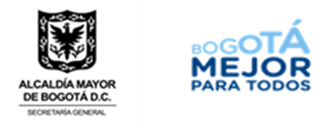 ALCALDÍA MAYOR
DE BOGOTÁ D.C.
SECRETARÍA GENERAL
BOGOTÁ
MEJOR
PARA TODOS